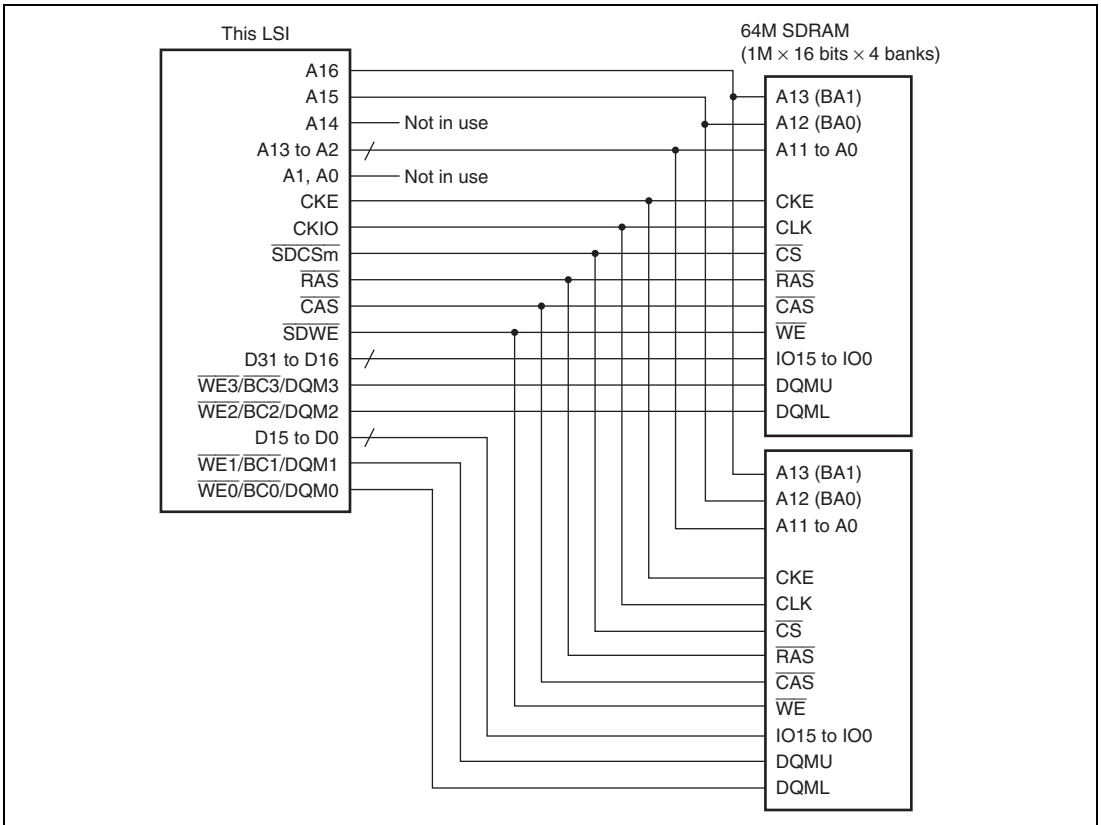 This LSI
A16
A15
A14
Not in use
A13 to A2
A1, A0
Not in use
CKE
CKIO
SDCSm
RAS
CAS
SDWE
D31 to D16
WE3/BC3/DQM3
WE2/BC2/DQM2
D15 to D0
WE1/BC1/DQM1
WE0/BC0/DQM0
64M SDRAM
(1M × 16 bits × 4 banks)
A13 (BA1)
A12 (BA0)
A11 to A0
CKE
CLK
CS
RAS
CAS
WE
IO15 to IO0
DQMU
DQML
A13 (BA1)
A12 (BA0)
A11 to A0
CKE
CLK
CS
RAS
CAS
WE
IO15 to IO0
DQMU
DQML